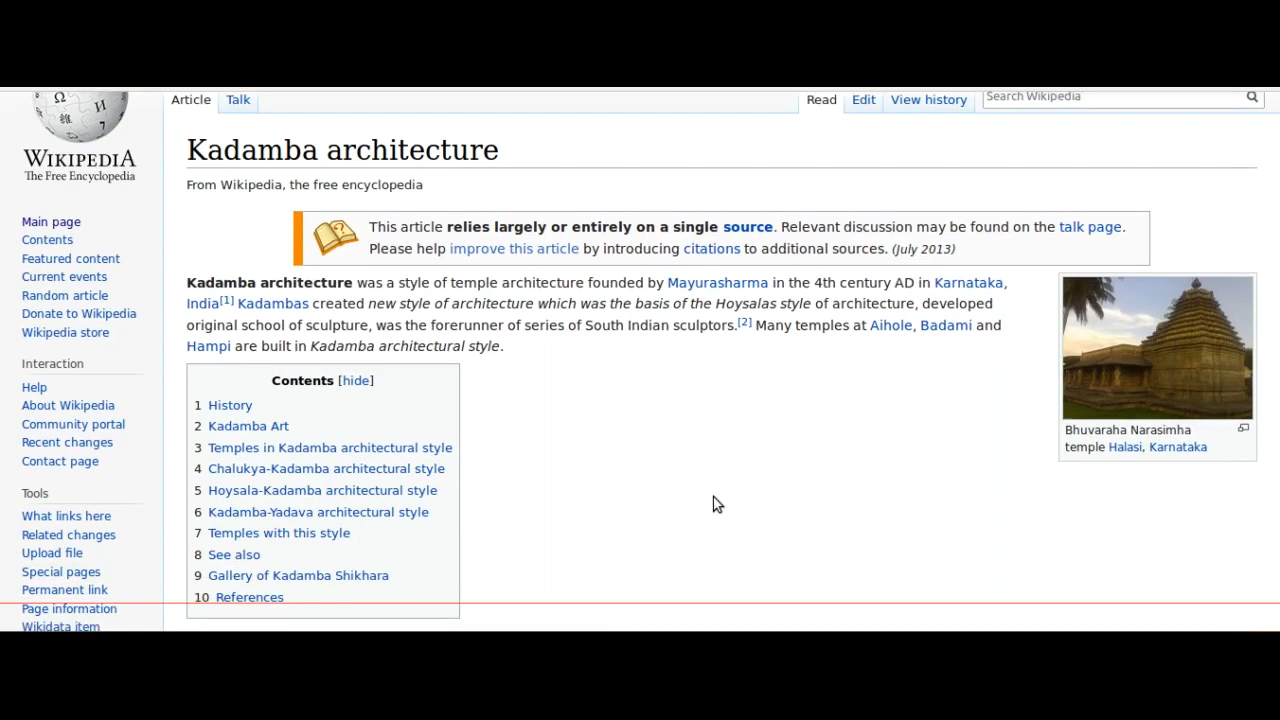 Article Talk Read Edit View history Search Wikipedia
WIKIPEDIA
The Free Encyclopedia
Main page
Contents
Featured content
Current events
Random article
Donate to Wikipedia
Wikipedia store
Interaction
Help
About Wikipedia
Community portal
Recent changes
Contact page
Tools
What links here
Related changes
Upload file
Special pages
Permanent link
Page information
Wikidata item
Kadamba architecture
From Wikipedia, the free encyclopedia
This article relies largely or entirely on a single source. Relevant discussion may be found on the talk page.
Please help improve this article by introducing citations to additional sources. (July 2013)
Kadamba architecture was a style of temple architecture founded by Mayurasharma in the 4th century AD in Karnataka,
India[1] Kadambas created new style of architecture which was the basis of the Hoysalas style of architecture, developed
original school of sculpture, was the forerunner of series of South Indian sculptors.[2] Many temples at Aihole, Badami and
Hampi are built in Kadamba architectural style.
Contents [hide]
1 History
2 Kadamba Art
3 Temples in Kadamba architectural style
4 Chalukya-Kadamba architectural style
5 Hoysala-Kadamba architectural style
6 Kadamba-Yadava architectural style
7 Temples with this style
8 See also
9 Gallery of Kadamba Shikhara
10 References
Bhuvaraha Narasimha
temple Halasi, Karnataka